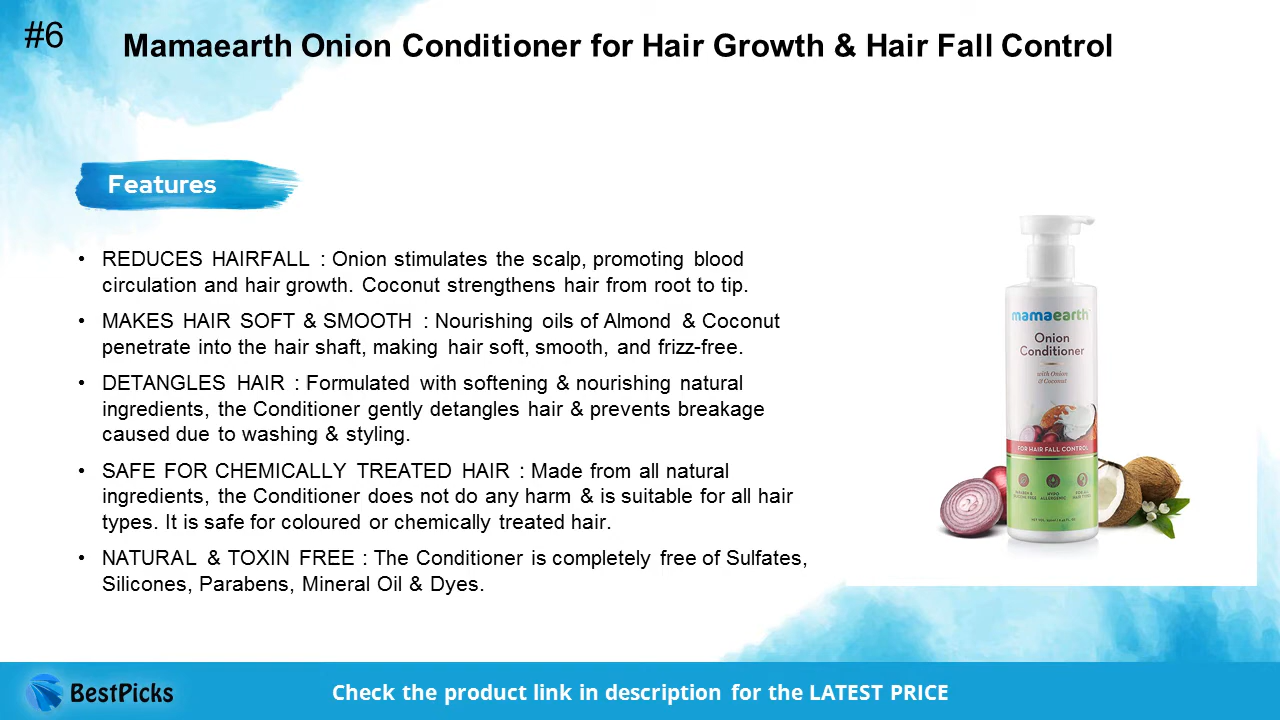 #6
Mamaearth Onion Conditioner for Hair Growth & Hair Fall Control
Features
• REDUCES HAIRFALL : Onion stimulates the scalp, promoting blood
circulation and hair growth. Coconut strengthens hair from root to tip.
• MAKES HAIR SOFT & SMOOTH : Nourishing oils of Almond & Coconut
penetrate into the hair shaft, making hair soft, smooth, and frizz-free.
• DETANGLES HAIR : Formulated with softening & nourishing natural
ingredients, the Conditioner gently detangles hair & prevents breakage
caused due to washing & styling.
• SAFE FOR CHEMICALLY TREATED HAIR : Made from all natural
ingredients, the Conditioner does not do any harm & is suitable for all hair
types. It is safe for coloured or chemically treated hair.
• NATURAL & TOXIN FREE : The Conditioner is completely free of Sulfates,
Silicones, Parabens, Mineral Oil & Dyes.
mamaearth
Onion
Conditioner
with Onion
& Coconut
FOR HAIR FALL CONTROL
HYPO
ALLERGENIC
FOR ALL
HAIR TYPES
BestPicks
Check the product link in description for the LATEST PRICE